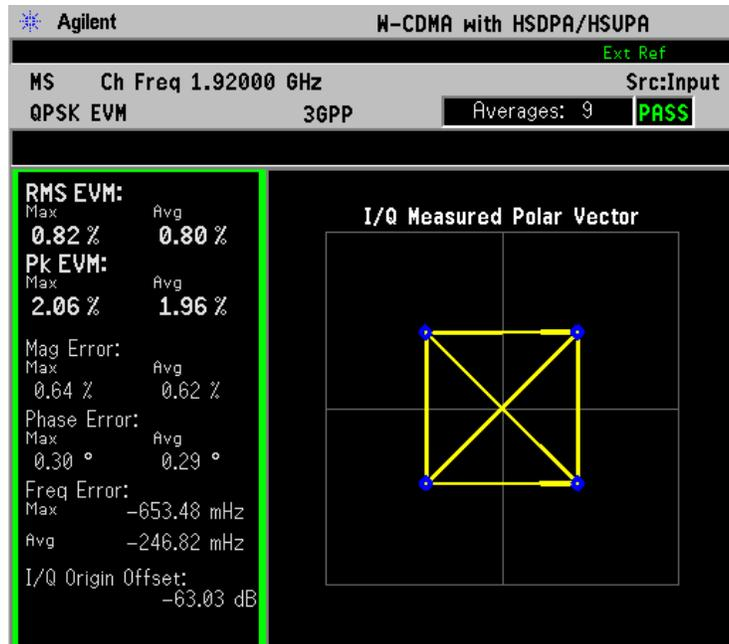 Agilent W-CDMA with HSDPA/HSUPA
Ext Ref
MS Ch Freq 1.92000 GHz Src:Input
QPSK EVM 3GPP Averages: 9 PASS
RMS EVM:
Max Avg
0.82 % 0.80 %
Pk EVM:
Max Avg
2.06 % 1.96 %
Mag Error:
Max Avg
0.64 % 0.62 %
Phase Error:
Max Avg
0.30 ° 0.29 °
Freq Error:
Max -653.48 mHz
Avg -246.82 mHz
I/Q Origin Offset:
-63.03 dB
I/Q Measured Polar Vector